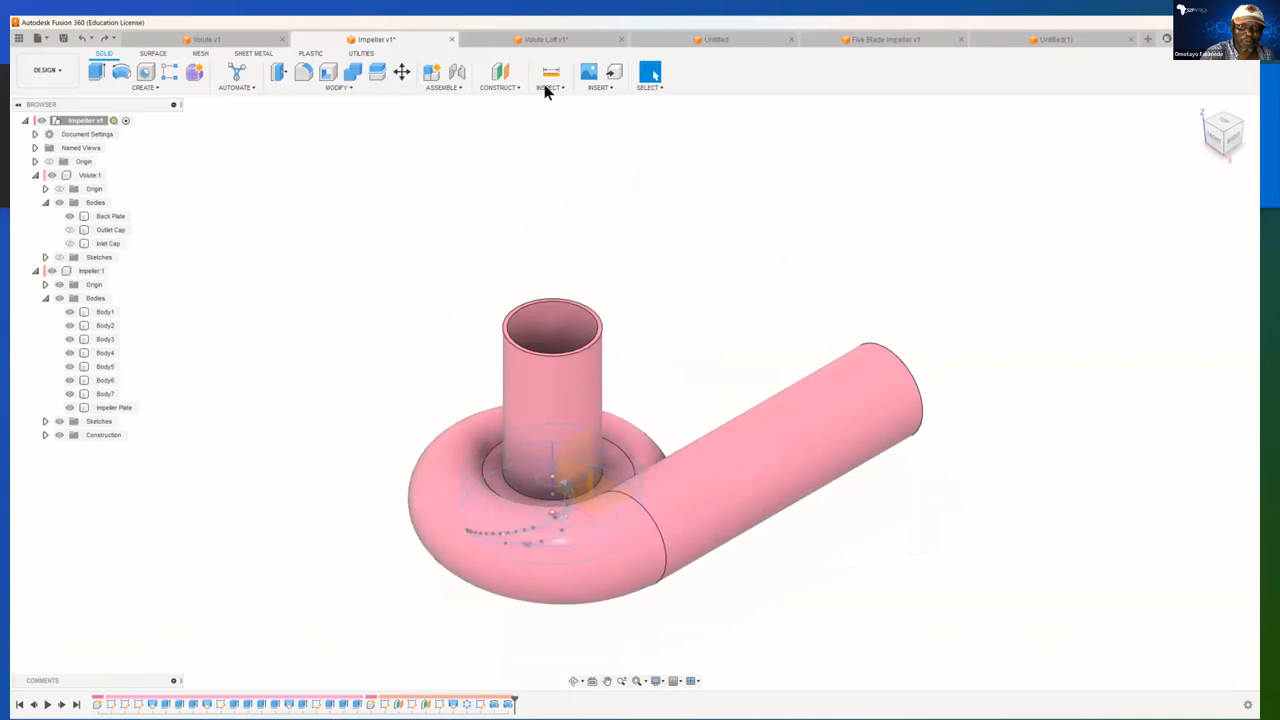 Autodesk Fusion 360 (Education License)
Volute v1
Impeller v1*
Volute Loft v1*
Untitled
Five Blade Impeller v1
Untitled(1)
SOLID SURFACE MESH SHEET METAL PLASTIC UTILITIES
DESIGN
CREATE AUTOMATE MODIFY ASSEMBLE CONSTRUCT INSPECT INSERT SELECT
BROWSER
Impeller v1
Document Settings
Named Views
Origin
Volute:1
Origin
Bodies
Back Plate
Outlet Cap
Inlet Cap
Sketches
Impeller:1
Origin
Bodies
Body1
Body2
Body3
Body4
Body5
Body6
Body7
Impeller Plate
Sketches
Construction
COMMENTS
Z
X
TOP